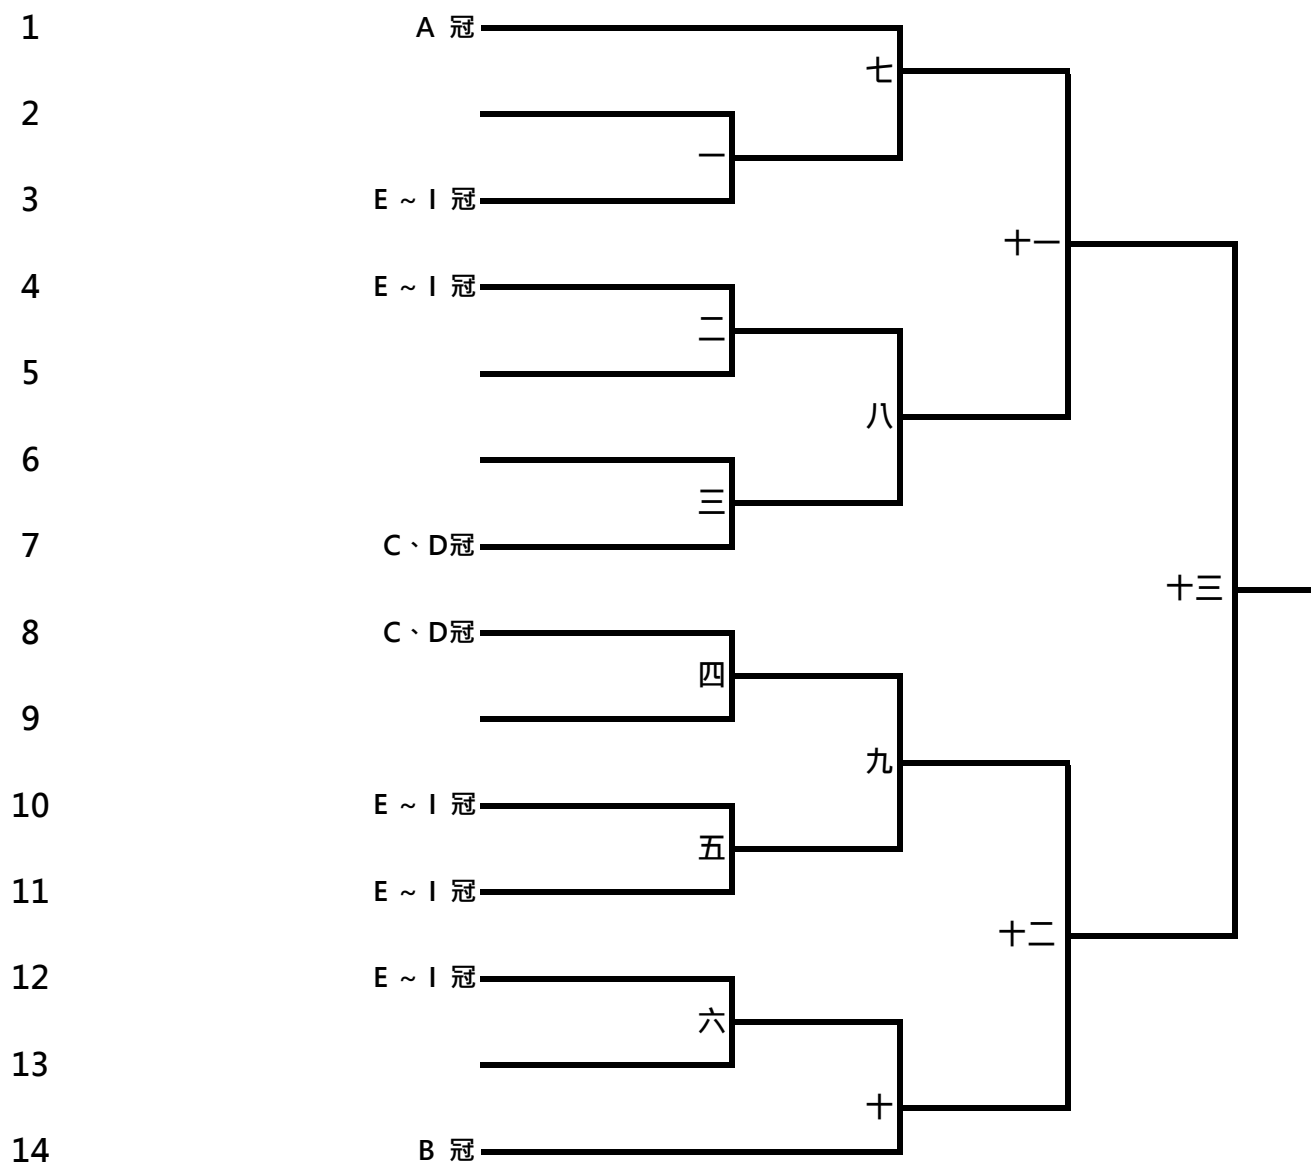 1 A 冠
七
2
一
3 E ~ I 冠
十一
4 E ~ I 冠
二
5
八
6
三
7 C、D冠
十三
8 C、D冠
四
9
九
10 E ~ I 冠
五
11 E ~ I 冠
十二
12 E ~ I 冠
六
13
十
14 B 冠